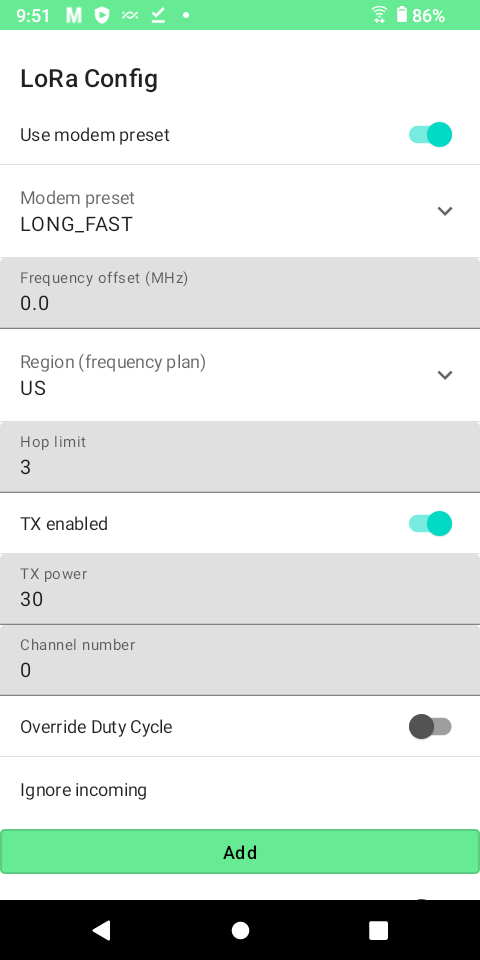 9:51
86%
LoRa Config
Use modem preset
Modem preset
LONG_FAST
Frequency offset (MHz)
0.0
Region (frequency plan)
US
Hop limit
3
TX enabled
TX power
30
Channel number
0
Override Duty Cycle
Ignore incoming
Add